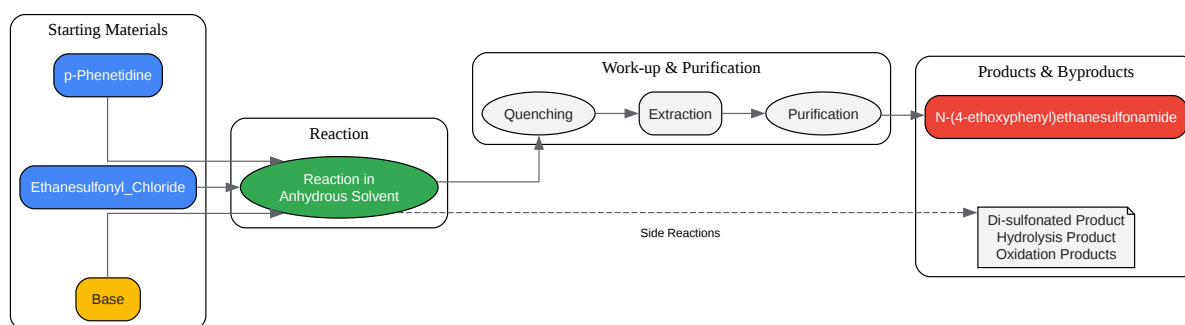 Starting Materials
p-Phenetidine
Ethanesulfonyl_Chloride
Base
Reaction
Reaction in
Anhydrous Solvent
Work-up & Purification
Quenching
Extraction
Purification
Side Reactions
Products & Byproducts
N-(4-ethoxyphenyl)ethanesulfonamide
Di-sulfonated Product
Hydrolysis Product
Oxidation Products